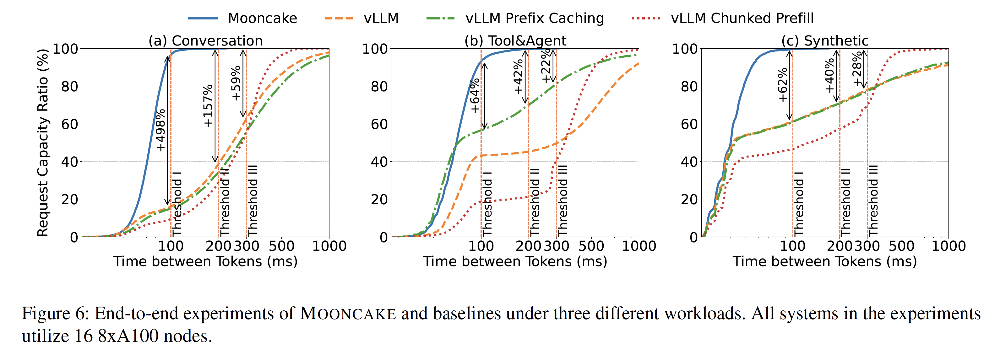 Mooncake vLLM vLLM Prefix Caching vLLM Chunked Prefill
(a) Conversation
Request Capacity Ratio (%)
100
80
60
40
20
0
+498%
+157%
+59%
Threshold I
Threshold II
Threshold III
100 200 300 500 1000
Time between Tokens (ms)
(b) Tool&Agent
100
80
60
40
20
0
+64%
+42%
+22%
Threshold I
Threshold II
Threshold III
100 200 300 500 1000
Time between Tokens (ms)
(c) Synthetic
100
80
60
40
20
0
+62%
+40%
+28%
Threshold I
Threshold II
Threshold III
100 200 300 500 1000
Time between Tokens (ms)
Figure 6: End-to-end experiments of MOONCAKE and baselines under three different workloads. All systems in the experiments
utilize 16 8xA100 nodes.